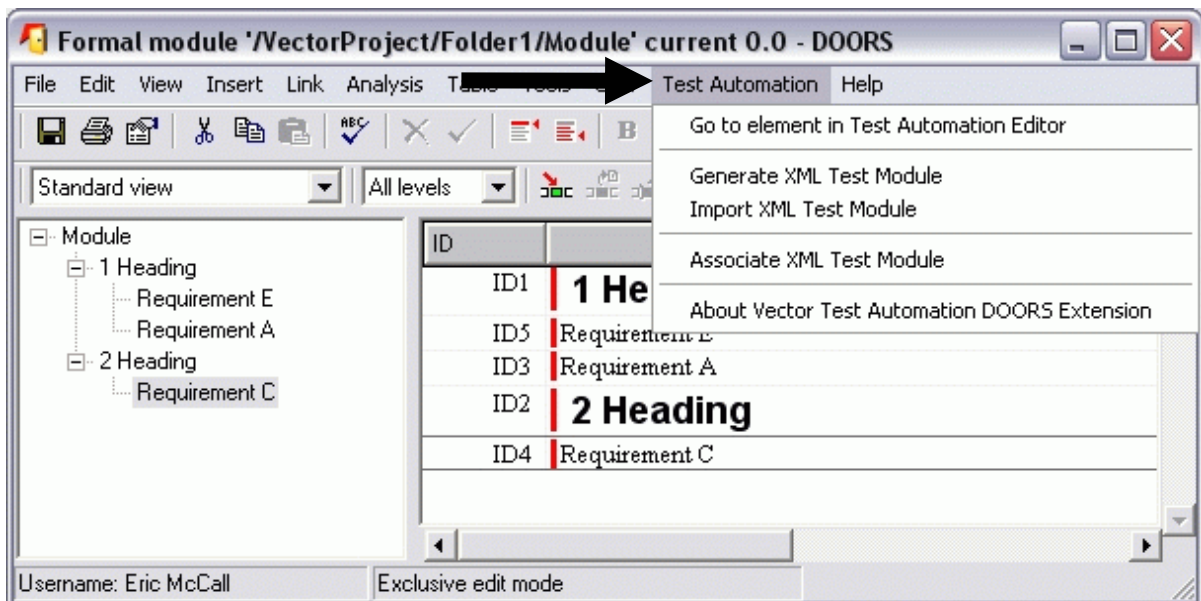 Formal module '/VectorProject/Folder1/Module' current 0.0 - DOORS
File Edit View Insert Link Analysis Table Tools Test Automation Help
Go to element in Test Automation Editor
Generate XML Test Module
Import XML Test Module
Associate XML Test Module
About Vector Test Automation DOORS Extension
ABC
B
Standard view
All levels
Module
1 Heading
Requirement E
Requirement A
2 Heading
Requirement C
ID
ID1 1 He
ID5 Requirement E
ID3 Requirement A
ID2 2 Heading
ID4 Requirement C
Username: Eric McCall
Exclusive edit mode